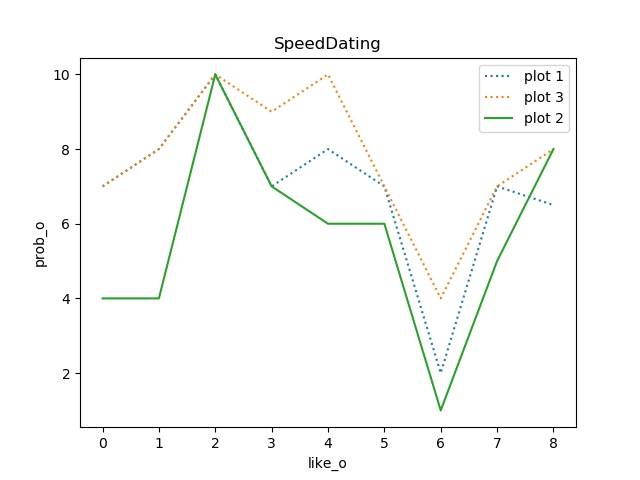 SpeedDating
plot 1
plot 3
plot 2
10
8
6
4
2
prob_o
0 1 2 3 4 5 6 7 8
like_o